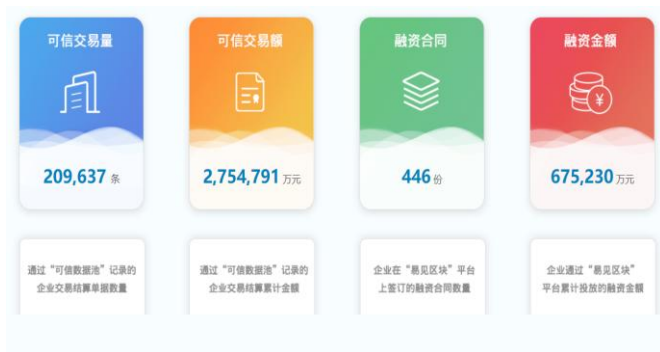 可信交易量
可信交易额
融资合同
融资金额
¥
209,637 条
2,754,791 万元
446 份
675,230 万元
通过“可信数据池”记录的
企业交易结算单据数量
通过“可信数据池”记录的
企业交易结算累计金额
企业在“易见区块”平台
上签订的融资合同数量
企业通过“易见区块”
平台累计投放的融资金额